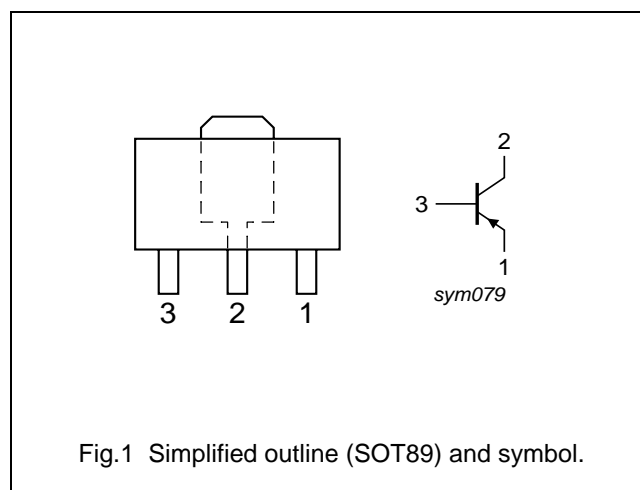 2
3
1
sym079
3 2 1
Fig.1 Simplified outline (SOT89) and symbol.